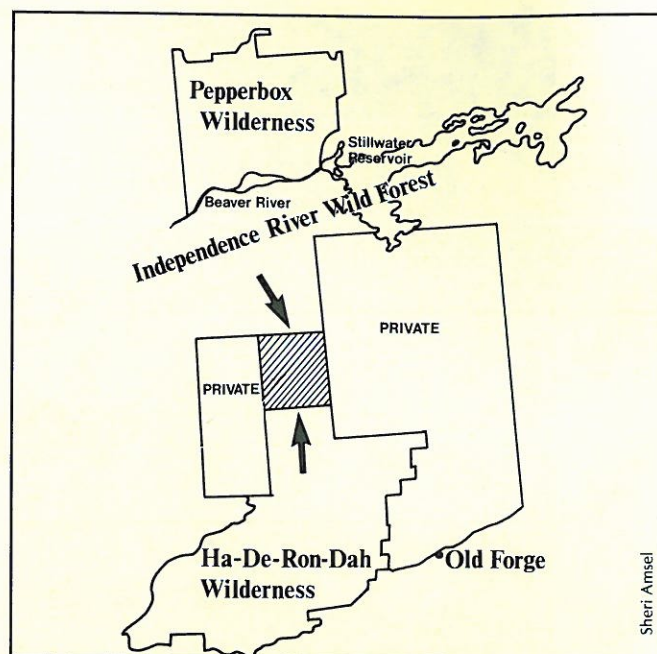 Pepperbox
Wilderness
Stillwater
Reservoir
Beaver River
Independence River Wild Forest
PRIVATE
PRIVATE
Ha-De-Ron-Dah
Wilderness
Old Forge
Sheri Amsel